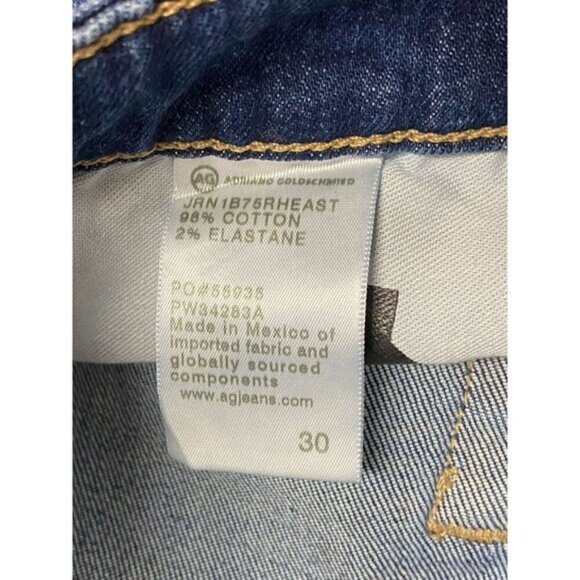 AG ADRIANO GOLDSCHMIED
JRN1B75RHEAST
98% COTTON
2% ELASTANE
PO#55935
PW34283A
Made in Mexico of
imported fabric and
globally sourced
components
www.agjeans.com
30